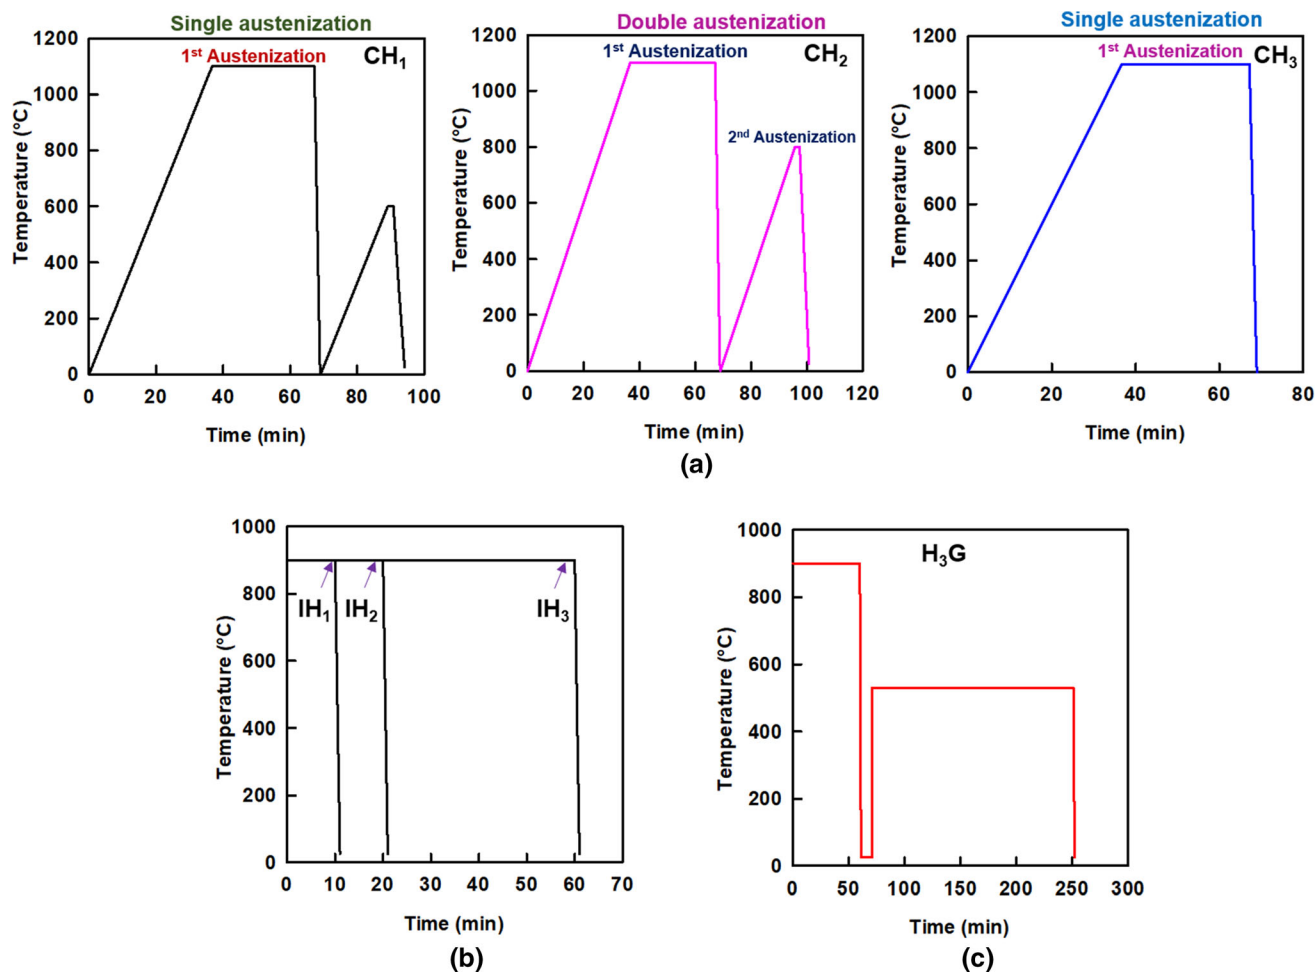 Single austenization
1st Austenization
CH1
1200
1000
800
600
400
200
0
0 20 40 60 80 100
Temperature (°C)
Time (min)
Double austenization
1st Austenization
CH2
2nd Austenization
1200
1000
800
600
400
200
0
0 20 40 60 80 100 120
Temperature (°C)
Time (min)
Single austenization
1st Austenization
CH3
1200
1000
800
600
400
200
0
0 20 40 60 80
Temperature (°C)
Time (min)
(a)
1000
800
600
400
200
0
IH1 IH2 IH3
0 10 20 30 40 50 60 70
Temperature (°C)
Time (min)
(b)
H3G
1000
800
600
400
200
0
0 50 100 150 200 250 300
Temperature (°C)
Time (min)
(c)